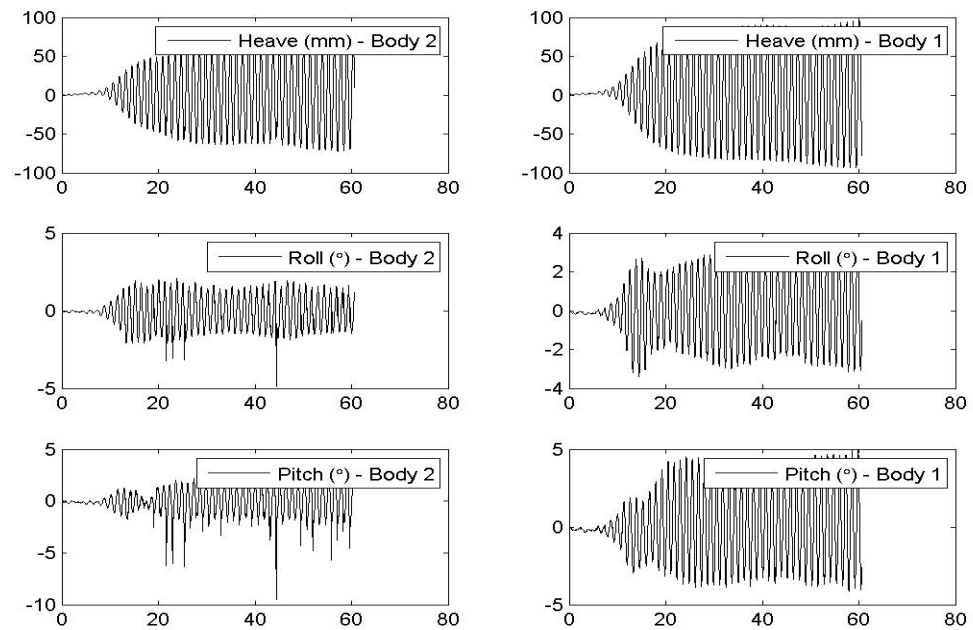 100
50
0
-50
-100
0 20 40 60 80
Heave (mm) - Body 2
100
50
0
-50
-100
0 20 40 60 80
Heave (mm) - Body 1
5
0
-5
0 20 40 60 80
Roll (°) - Body 2
4
2
0
-2
-4
0 20 40 60 80
Roll (°) - Body 1
5
0
-5
-10
0 20 40 60 80
Pitch (°) - Body 2
5
0
-5
0 20 40 60 80
Pitch (°) - Body 1